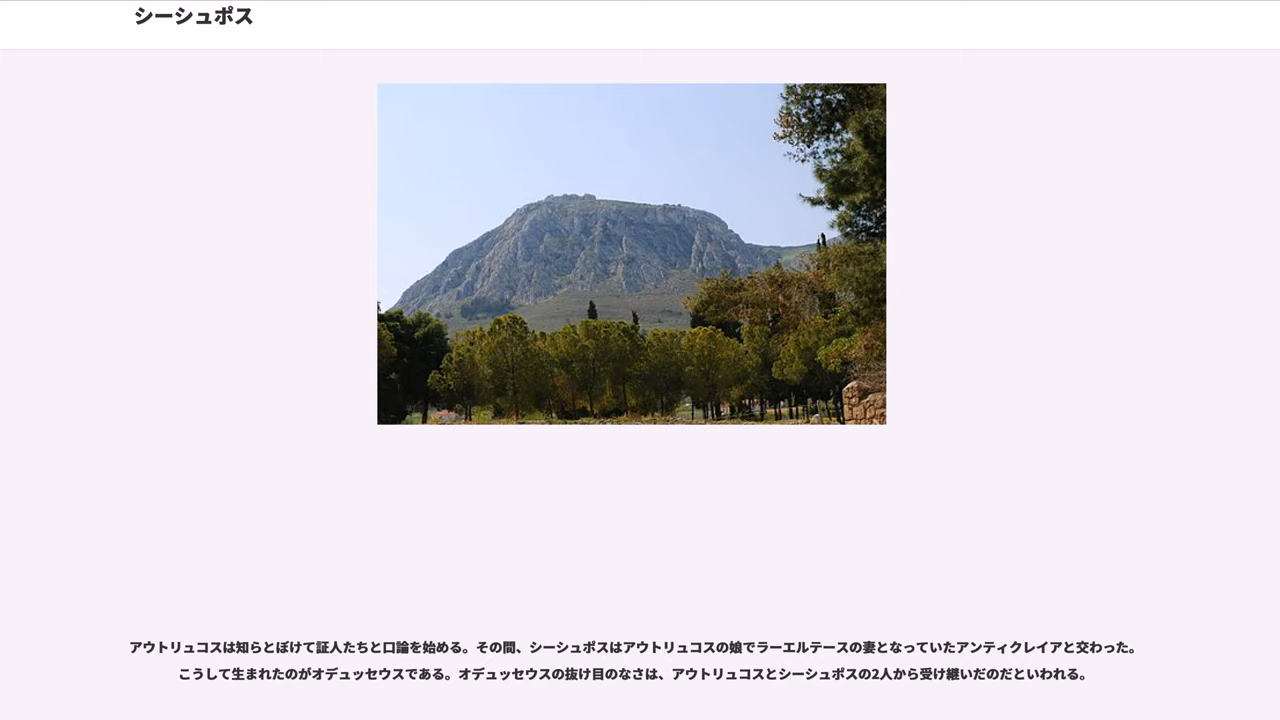 シーシュポス
アウトリュコスは知らとぼけて証人たちと口論を始める。その間、シーシュポスはアウトリュコスの娘でラーエルテースの妻となっていたアンティクレイアと交わった。
こうして生まれたのがオデュッセウスである。オデュッセウスの抜け目のなさは、アウトリュコスとシーシュポスの2人から受け継いだのだといわれる。